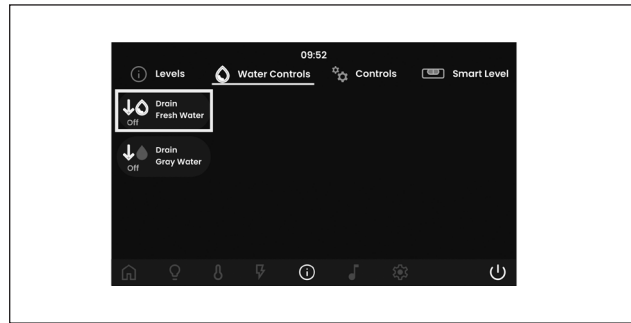 09:52
Levels
Water Controls
Controls
Smart Level
Drain
Fresh Water
Off
Drain
Gray Water
Off